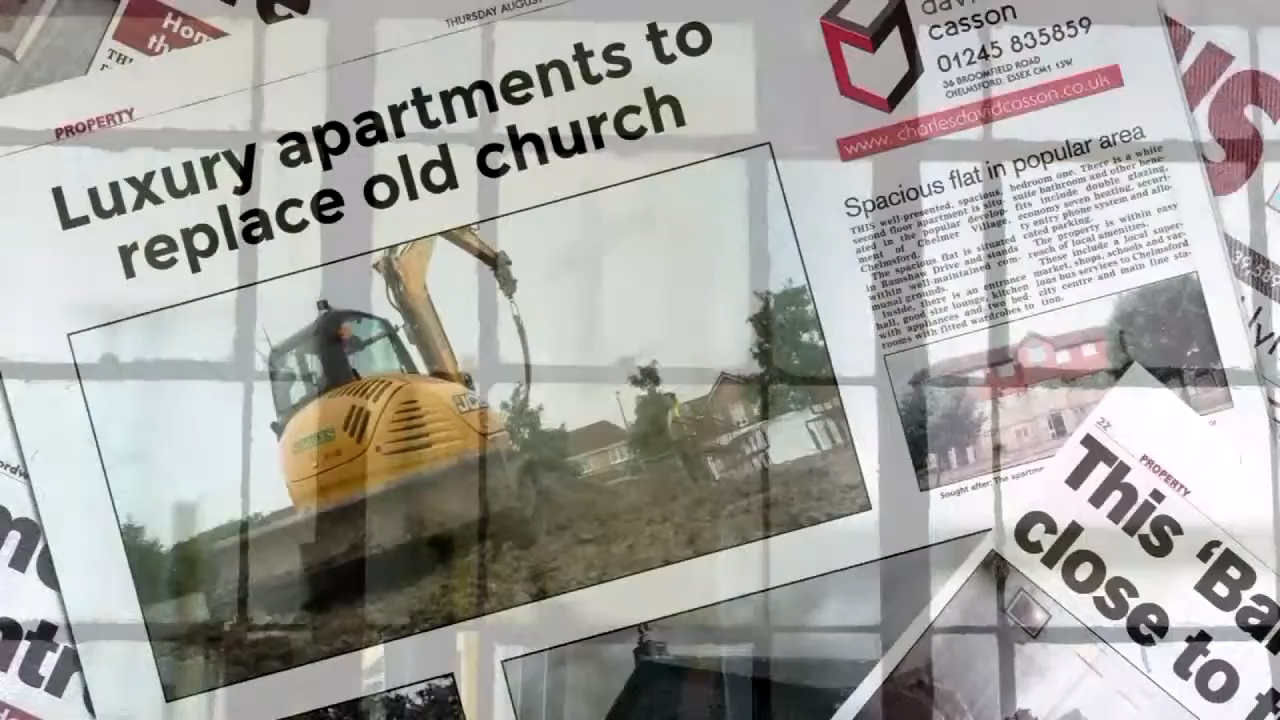 THURSDAY AUGUST
PROPERTY
Luxury apartments to
replace old church
Hom
th
TH
casson
01245 835859
36 BROOMFIELD ROAD
CHELMSFORD, ESSEX CM1 1SW
www.charlesdavidcasson.co.uk
Spacious flat in popular area
THIS well-presented, spacious,
second floor apartment is situ-
ated in the popular develop-
ment of Chelmer Village,
Chelmsford.
The spacious flat is situated
in Ramshaw Drive and stands
within well-maintained com-
munal grounds.
Inside, there is an entrance
hall, good size lounge, kitchen
with appliances and two bed-
rooms with fitted wardrobes to
bedroom one. There is a white
suite bathroom and other bene-
fits include double glazing,
economy seven heating, securi-
ty entry phone system and allo-
cated parking.
The property is within easy
reach of local amenities.
These include a local super-
market, shops, schools and var-
ious bus services to Chelmsford
city centre and main line sta-
tion.
Sought after: The apartme
22
PROPERTY
This ‘Ba
close to
JCB